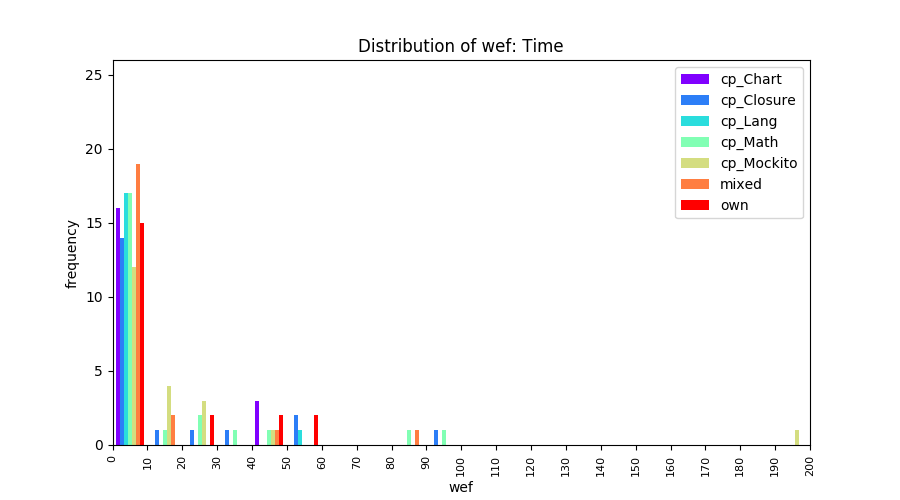 Distribution of wef: Time
frequency
25
20
15
10
5
0
cp_Chart
cp_Closure
cp_Lang
cp_Math
cp_Mockito
mixed
own
0 10 20 30 40 50 60 70 80 90 100 110 120 130 140 150 160 170 180 190 200
wef